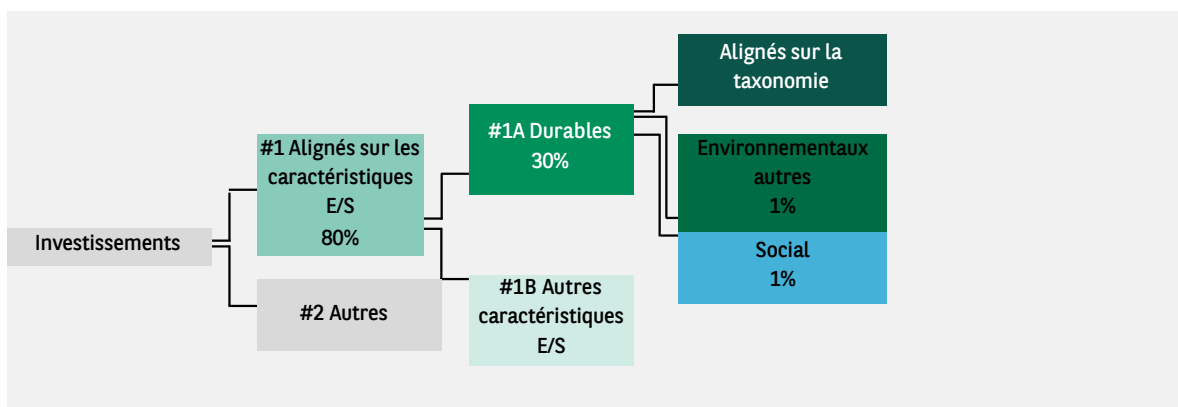 Investissements
#1 Alignés sur les
caractéristiques
E/S
80%
#2 Autres
#1A Durables
30%
#1B Autres
caractéristiques
E/S
Alignés sur la
taxonomie
Environnementaux
autres
1%
Social
1%